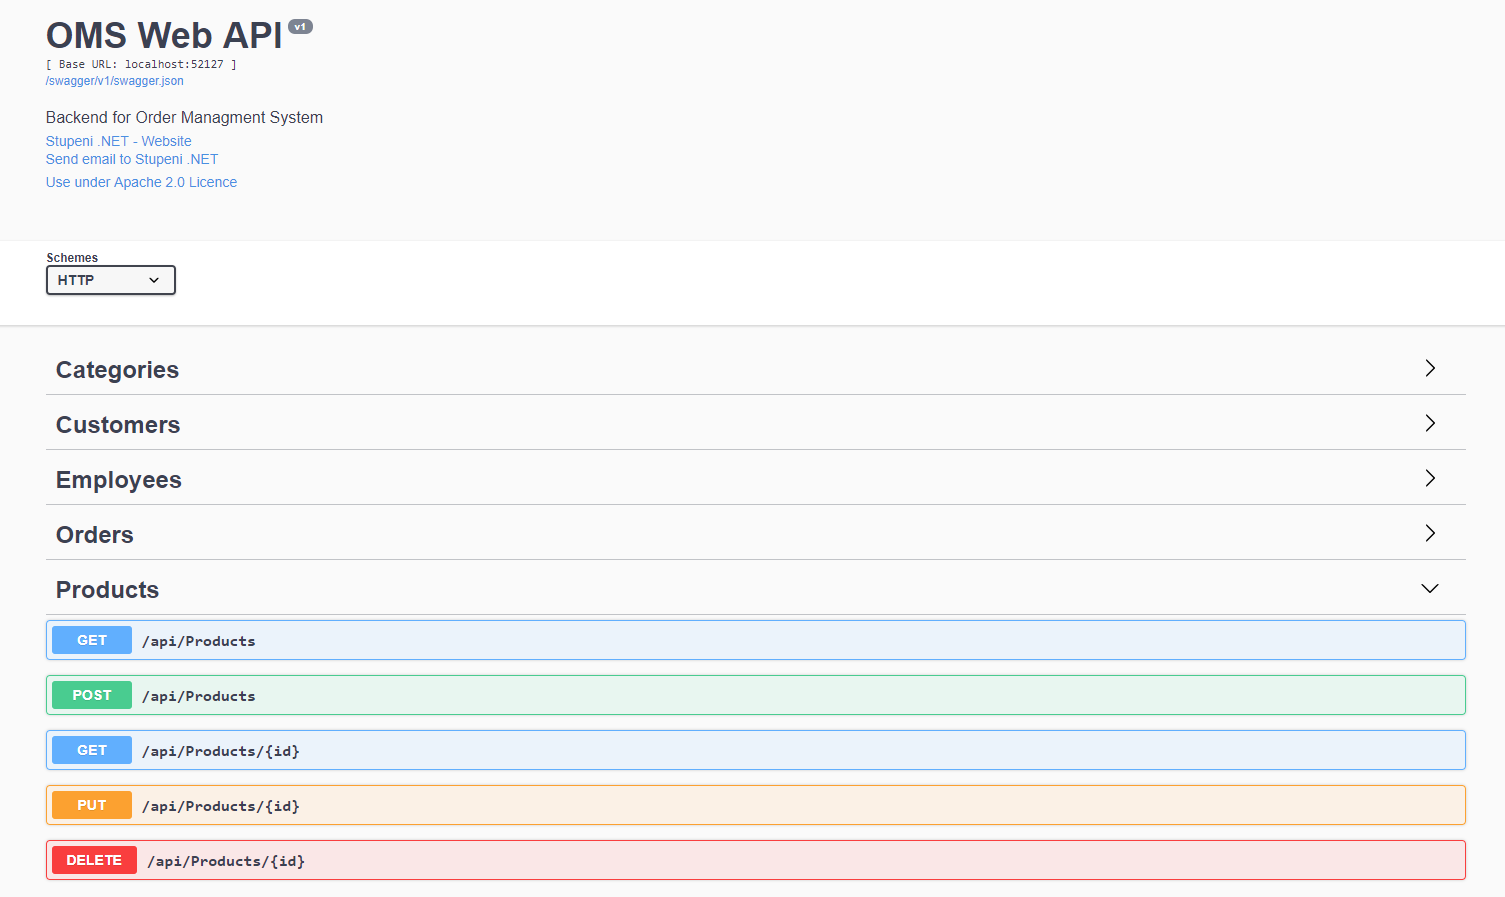 OMS Web API v1
[ Base URL: localhost:52127 ]
/swagger/v1/swagger.json
Backend for Order Managment System
Stupeni .NET - Website
Send email to Stupeni .NET
Use under Apache 2.0 Licence
Schemes
HTTP
Categories
Customers
Employees
Orders
Products
GET /api/Products
POST /api/Products
GET /api/Products/{id}
PUT /api/Products/{id}
DELETE /api/Products/{id}